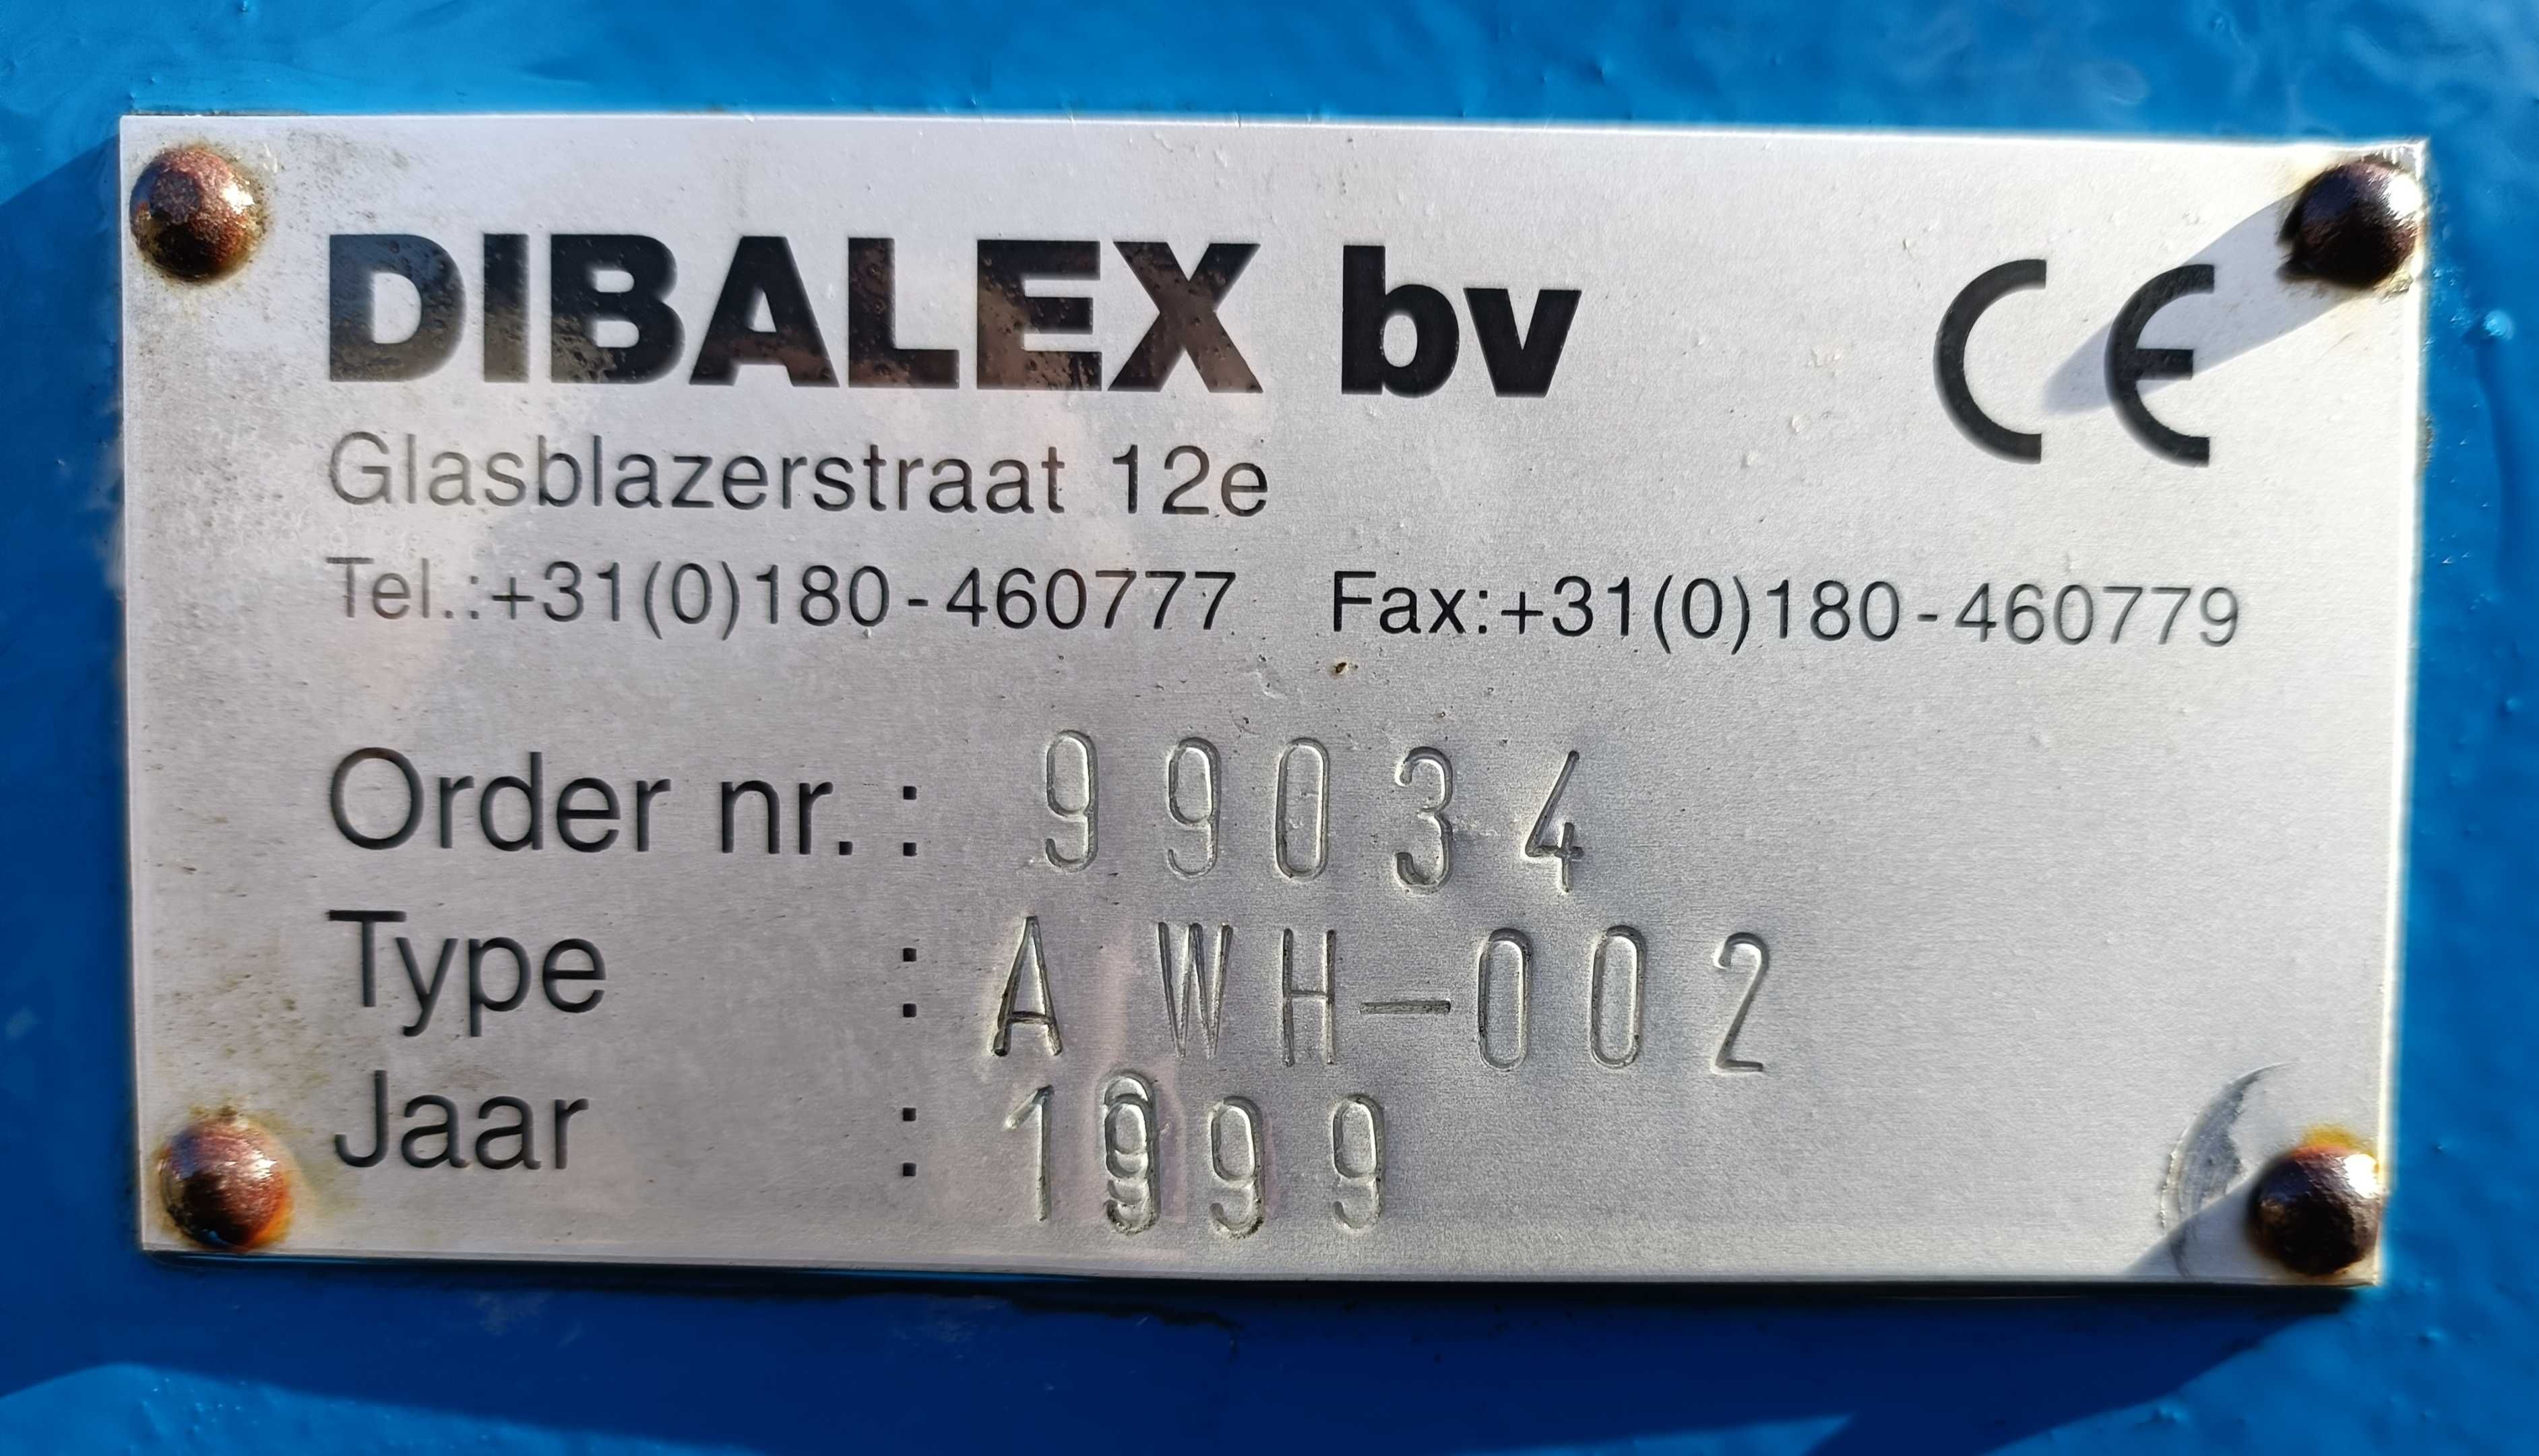 DIBALEX bv CE
Glasblazerstraat 12e
Tel.:+31(0)180-460777 Fax:+31(0)180-460779
Order nr. : 99034
Type : AWH-002
Jaar : 1999